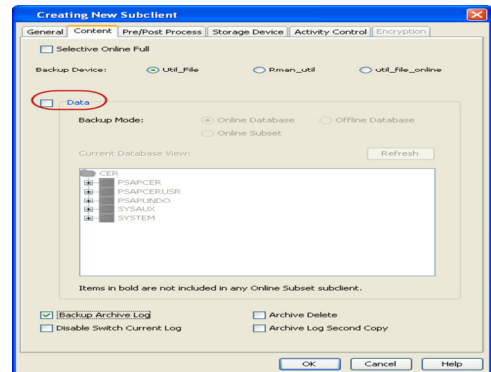 Creating New Subclient
General Content Pre/Post Process Storage Device Activity Control Encryption
Selective Online Full
Backup Device: Util_File Rman_util util_file_online
Data
Backup Mode: Online Database Offline Database
Online Subset
Current Database View: Refresh
CER
PSAPCER
PSAPCERUSR
PSAPUNDO
SYSAUX
SYSTEM
Items in bold are not included in any Online Subset subclient.
Backup Archive Log Archive Delete
Disable Switch Current Log Archive Log Second Copy
OK Cancel Help